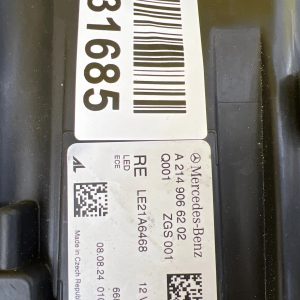 31685
Mercedes-Benz
A 214 906 62 02
Q001 ZGS 001
RE LE21A6468 12 V
LED
ECE
AL
Made in Czech Republic
08.08.24